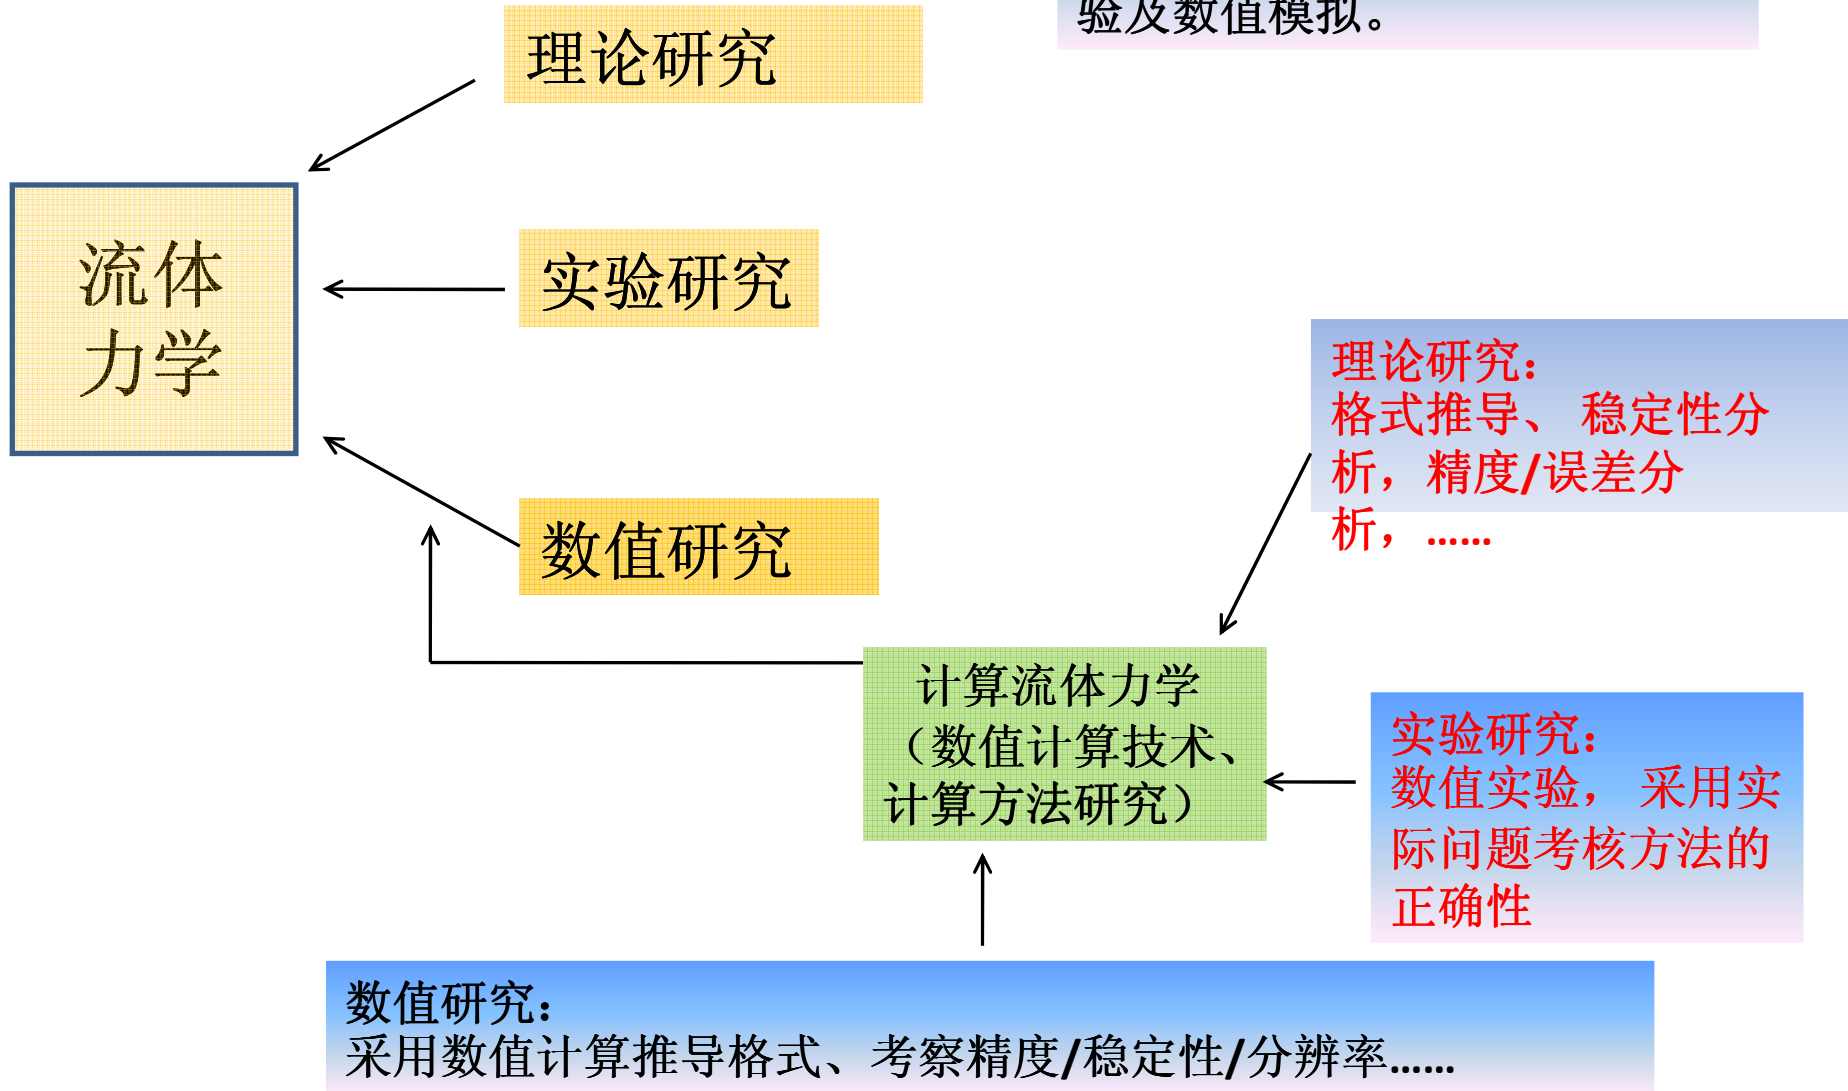 验及数值模拟。
理论研究
流体
力学
实验研究
数值研究
理论研究：
格式推导、 稳定性分
析，精度/误差分
析，……
计算流体力学
（数值计算技术、
计算方法研究）
实验研究：
数值实验， 采用实
际问题考核方法的
正确性
数值研究：
采用数值计算推导格式、考察精度/稳定性/分辨率……